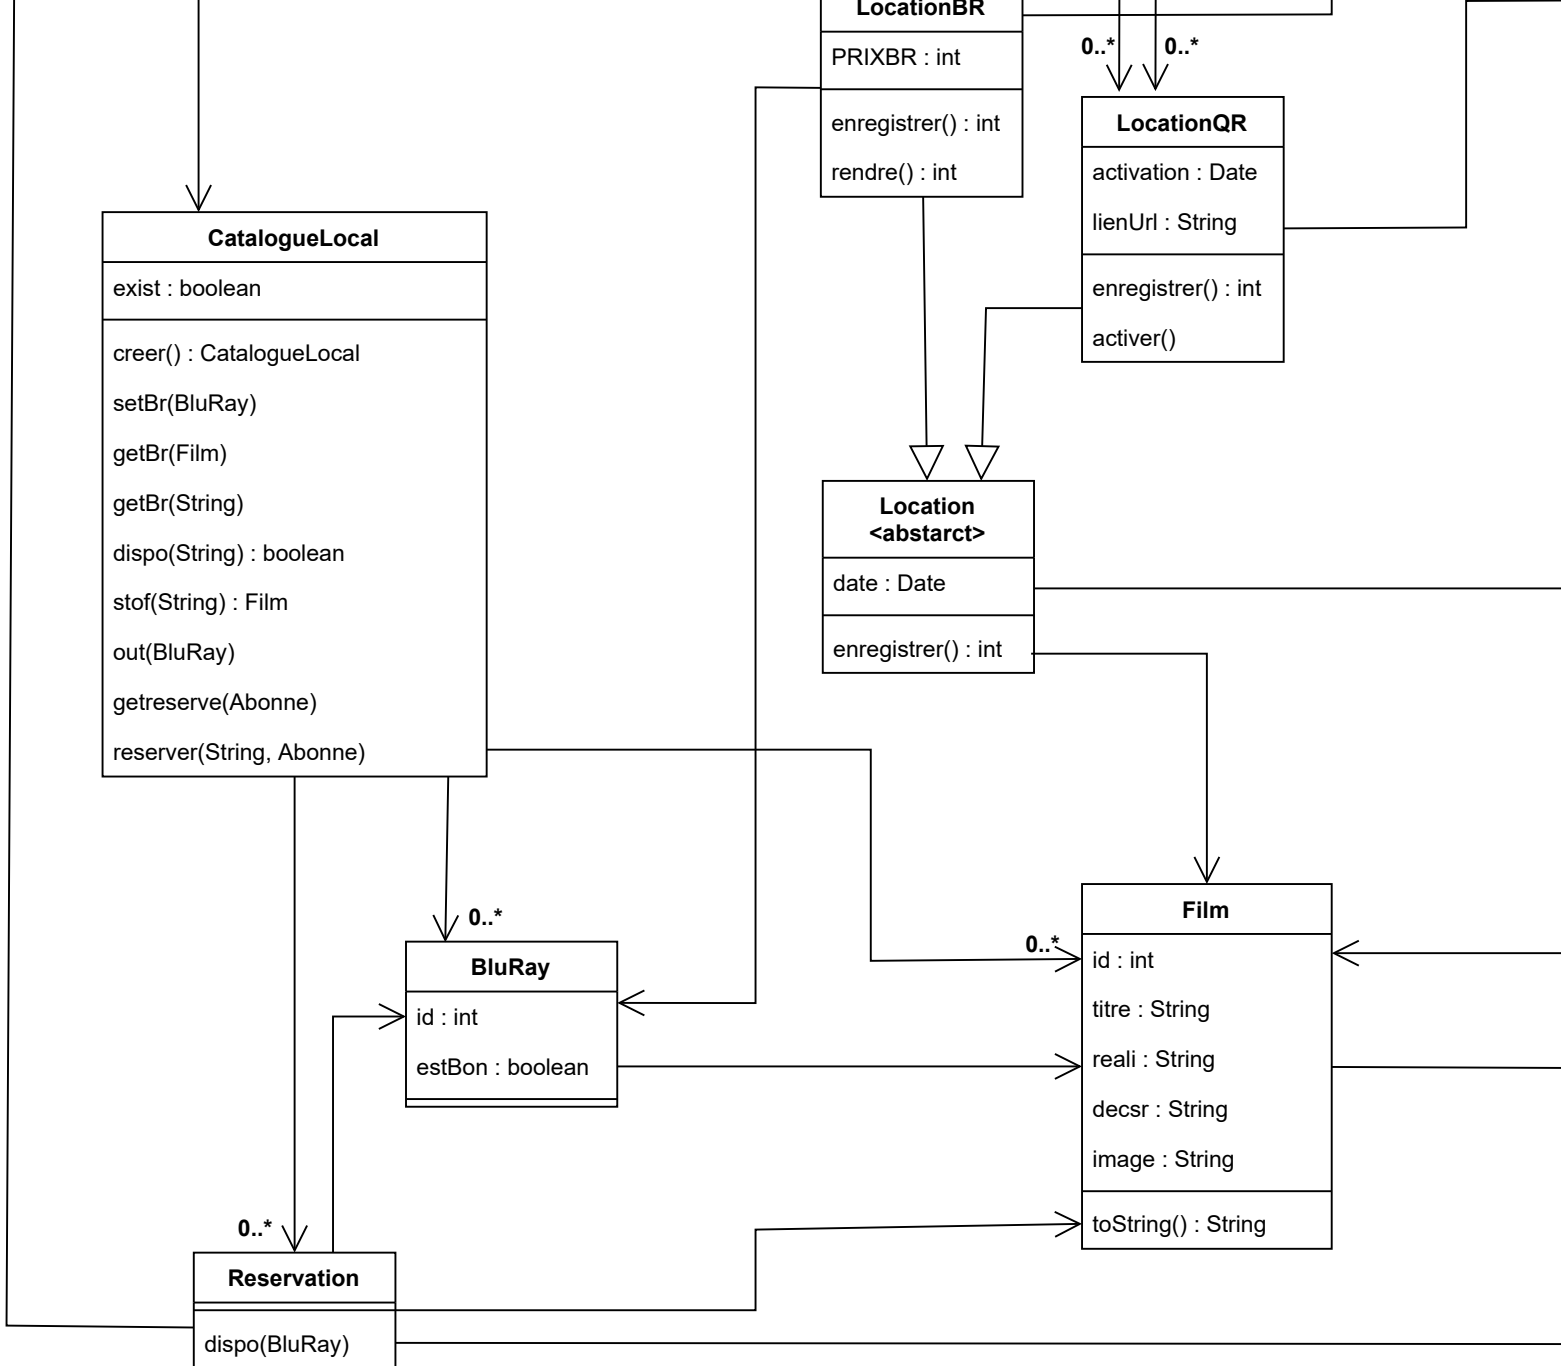 LocationBR
PRIXBR : int
enregistrer() : int
rendre() : int
0..*
0..*
LocationQR
activation : Date
lienUrl : String
enregistrer() : int
activer()
CatalogueLocal
exist : boolean
creer() : CatalogueLocal
setBr(BluRay)
getBr(Film)
getBr(String)
dispo(String) : boolean
stof(String) : Film
out(BluRay)
getreserve(Abonne)
reserver(String, Abonne)
Location
<abstarct>
date : Date
enregistrer() : int
0..*
BluRay
id : int
estBon : boolean
0..*
Film
id : int
titre : String
reali : String
decsr : String
image : String
toString() : String
0..*
Reservation
dispo(BluRay)